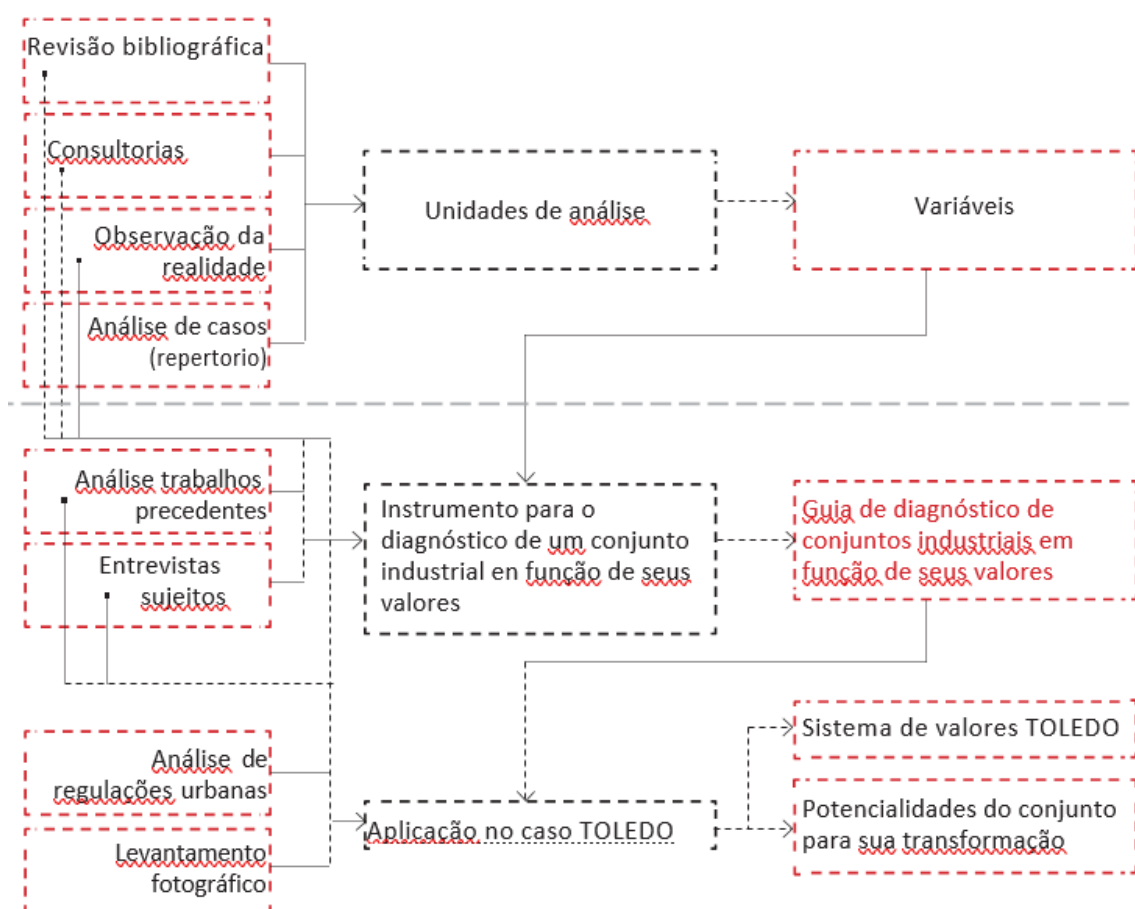 Revisão bibliográfica
Consultorias
Observação da
realidade
Análise de casos
(repertorio)
Unidades de análise
Variáveis
Análise trabalhos
precedentes
Entrevistas
sujeitos
Instrumento para o
diagnóstico de um conjunto
industrial en função de seus
valores
Guia de diagnóstico de
conjuntos industriais em
função de seus valores
Análise de
regulações urbanas
Levantamento
fotográfico
Aplicação no caso TOLEDO
Sistema de valores TOLEDO
Potencialidades do conjunto
para sua transformação